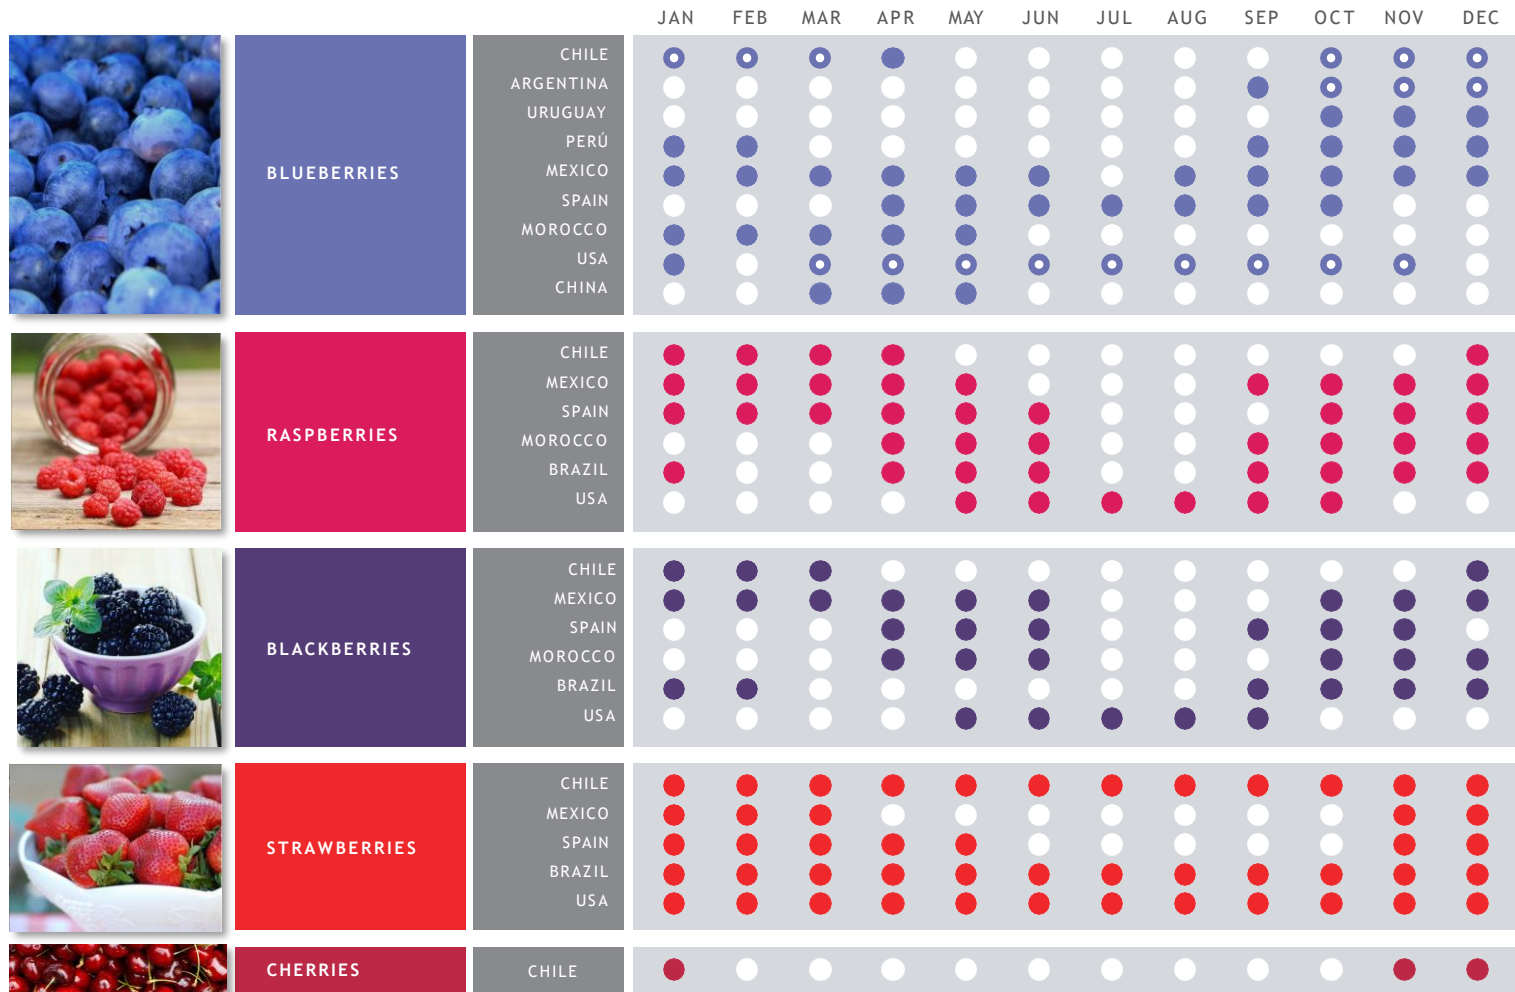 JAN FEB MAR APR MAY JUN JUL AUG SEP OCT NOV DEC
BLUEBERRIES
CHILE
ARGENTINA
URUGUAY
PERÚ
MEXICO
SPAIN
MOROCCO
USA
CHINA
RASPBERRIES
CHILE
MEXICO
SPAIN
MOROCCO
BRAZIL
USA
BLACKBERRIES
CHILE
MEXICO
SPAIN
MOROCCO
BRAZIL
USA
STRAWBERRIES
CHILE
MEXICO
SPAIN
BRAZIL
USA
CHERRIES
CHILE